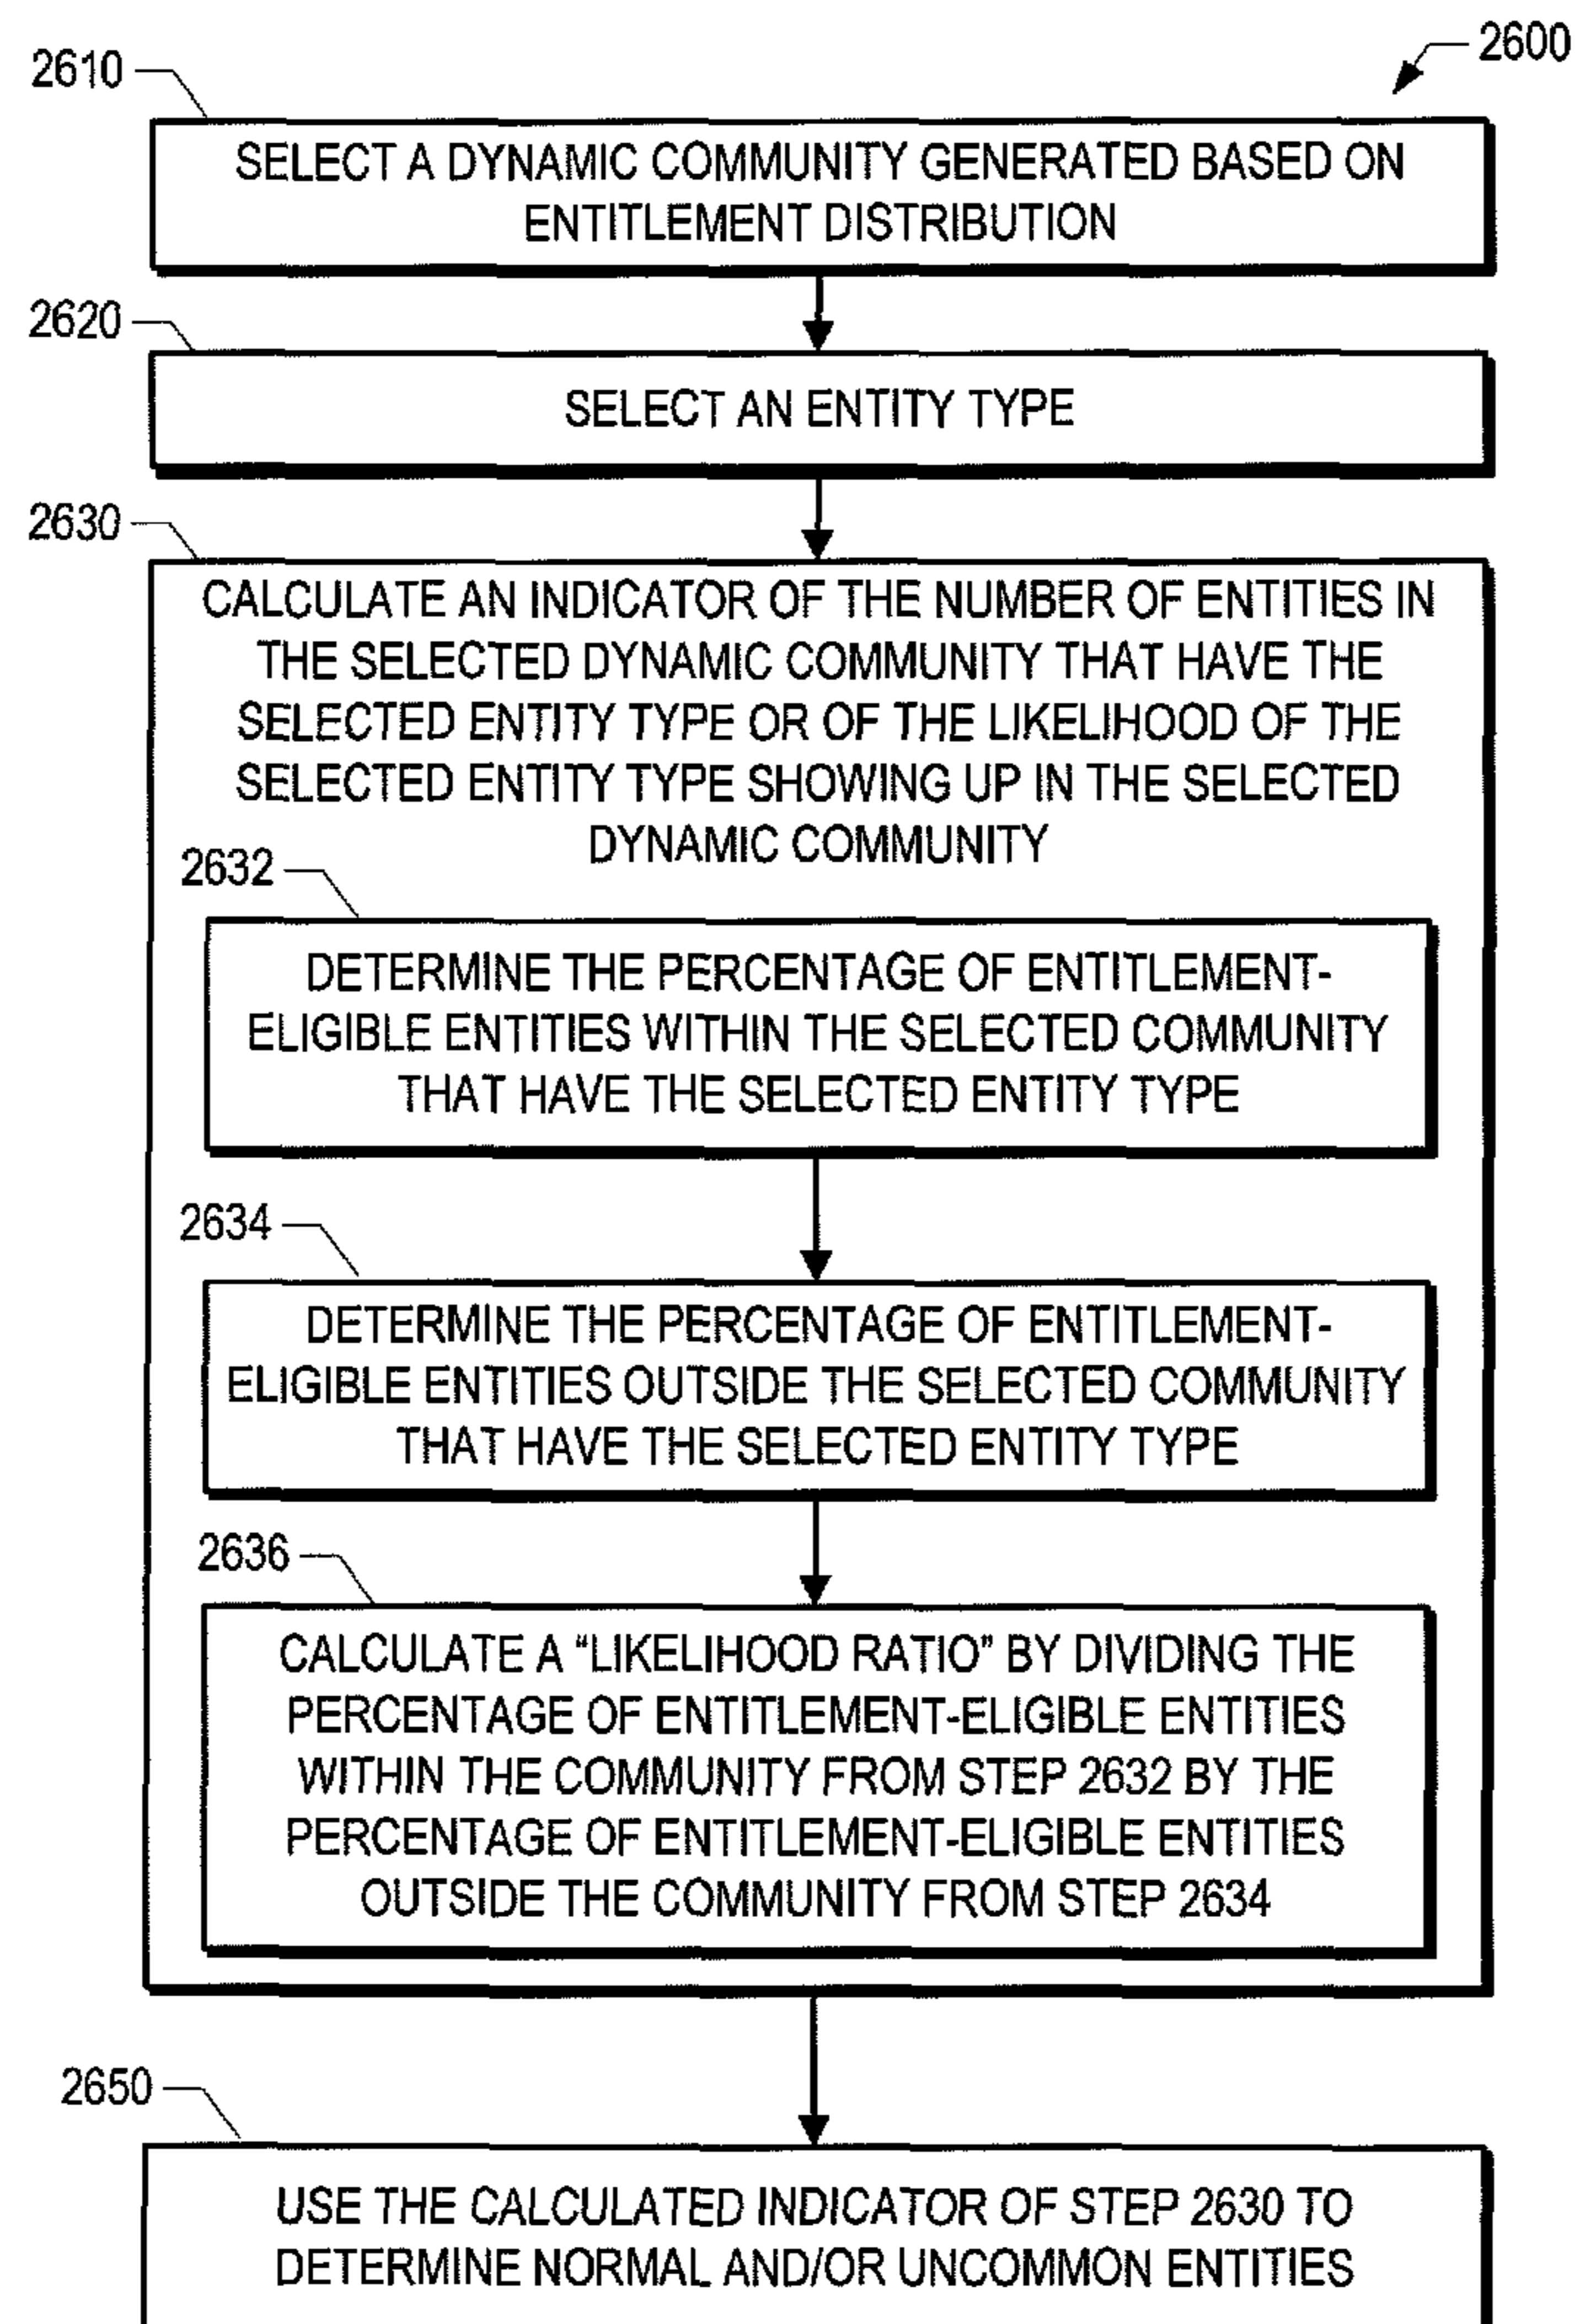 2600
2610
SELECT A DYNAMIC COMMUNITY GENERATED BASED ON
ENTITLEMENT DISTRIBUTION
2620
SELECT AN ENTITY TYPE
2630
CALCULATE AN INDICATOR OF THE NUMBER OF ENTITIES IN
THE SELECTED DYNAMIC COMMUNITY THAT HAVE THE
SELECTED ENTITY TYPE OR OF THE LIKELIHOOD OF THE
SELECTED ENTITY TYPE SHOWING UP IN THE SELECTED
DYNAMIC COMMUNITY
2632
DETERMINE THE PERCENTAGE OF ENTITLEMENT-
ELIGIBLE ENTITIES WITHIN THE SELECTED COMMUNITY
THAT HAVE THE SELECTED ENTITY TYPE
2634
DETERMINE THE PERCENTAGE OF ENTITLEMENT-
ELIGIBLE ENTITIES OUTSIDE THE SELECTED COMMUNITY
THAT HAVE THE SELECTED ENTITY TYPE
2636
CALCULATE A “LIKELIHOOD RATIO” BY DIVIDING THE
PERCENTAGE OF ENTITLEMENT-ELIGIBLE ENTITIES
WITHIN THE COMMUNITY FROM STEP 2632 BY THE
PERCENTAGE OF ENTITLEMENT-ELIGIBLE ENTITIES
OUTSIDE THE COMMUNITY FROM STEP 2634
2650
USE THE CALCULATED INDICATOR OF STEP 2630 TO
DETERMINE NORMAL AND/OR UNCOMMON ENTITIES